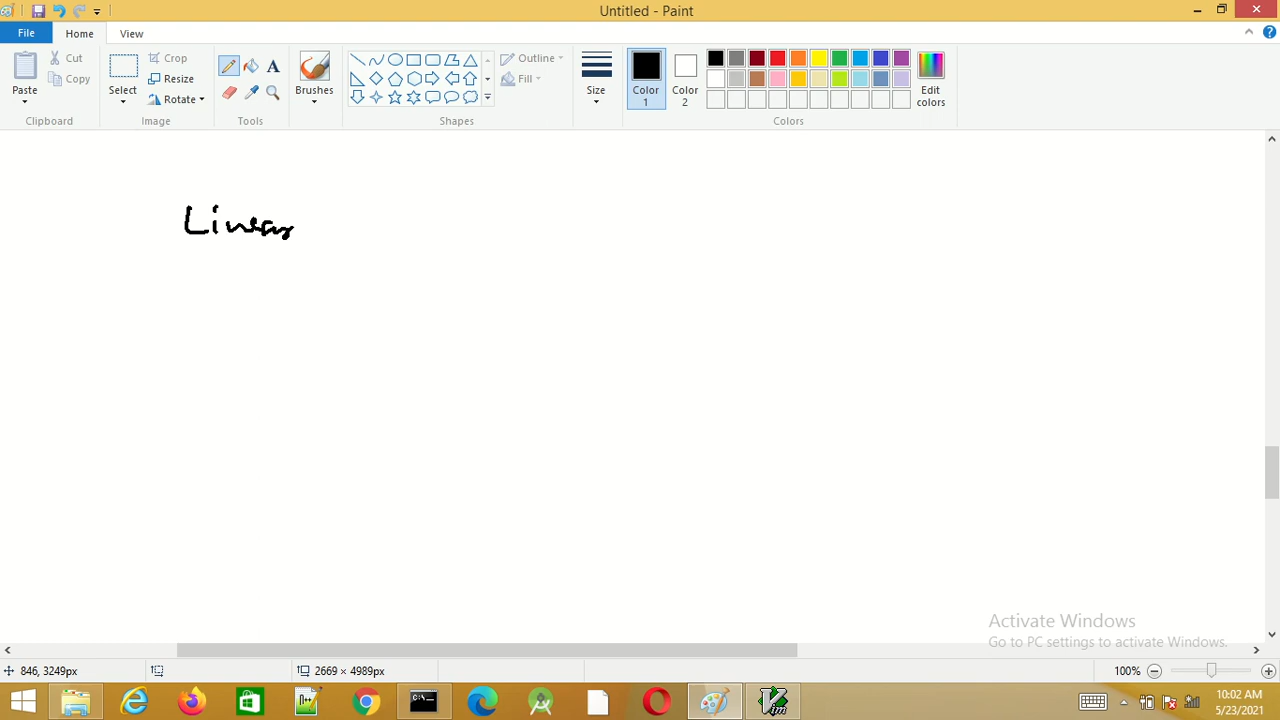 Untitled - Paint
File Home View
Paste
Cut
Copy
Clipboard
Select
Crop
Resize
Rotate
Image
Tools
Brushes
Shapes
Outline
Fill
Size
Color 1
Color 2
Colors
Edit colors
Linear
Activate Windows
Go to PC settings to activate Windows.
846, 3249px
2669 × 4989px
100%
10:02 AM
5/23/2021